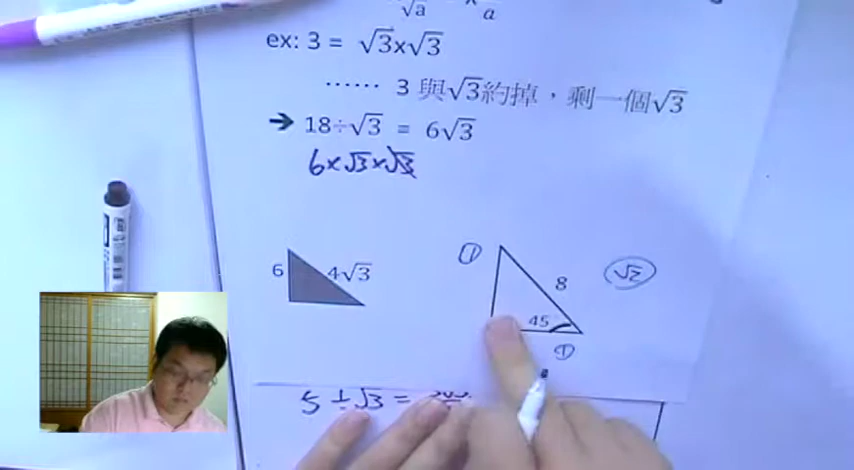 √a
a
ex: 3 = √3x√3
…… 3 與√3約掉，剩一個√3
➔ 18÷√3 = 6√3
6×√3×√3
6
4√3
①
8
√2
45
①
5 ÷√3 =